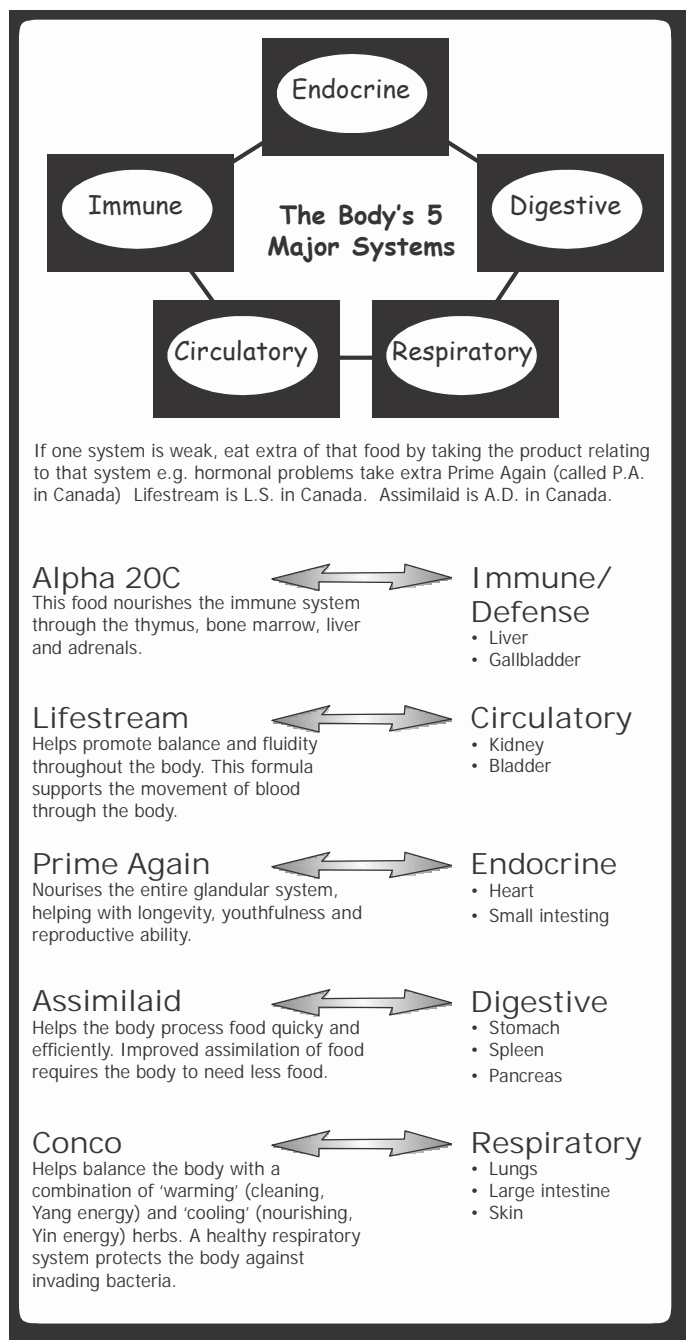 Endocrine
Immune
Digestive
The Body's 5
Major Systems
Circulatory
Respiratory
If one system is weak, eat extra of that food by taking the product relating
to that system e.g. hormonal problems take extra Prime Again (called P.A.
in Canada)  Lifestream is L.S. in Canada.  Assimilaid is A.D. in Canada.
Alpha 20C
This food nourishes the immune system
through the thymus, bone marrow, liver
and adrenals.
Immune/
Defense
• Liver
• Gallbladder
Lifestream
Helps promote balance and fluidity
throughout the body. This formula
supports the movement of blood
through the body.
Circulatory
• Kidney
• Bladder
Prime Again
Nourises the entire glandular system,
helping with longevity, youthfulness and
reproductive ability.
Endocrine
• Heart
• Small intesting
Assimilaid
Helps the body process food quicky and
efficiently. Improved assimilation of food
requires the body to need less food.
Digestive
• Stomach
• Spleen
• Pancreas
Conco
Helps balance the body with a
combination of ‘warming’ (cleaning,
Yang energy) and ‘cooling’ (nourishing,
Yin energy) herbs. A healthy respiratory
system protects the body against
invading bacteria.
Respiratory
• Lungs
• Large intestine
• Skin